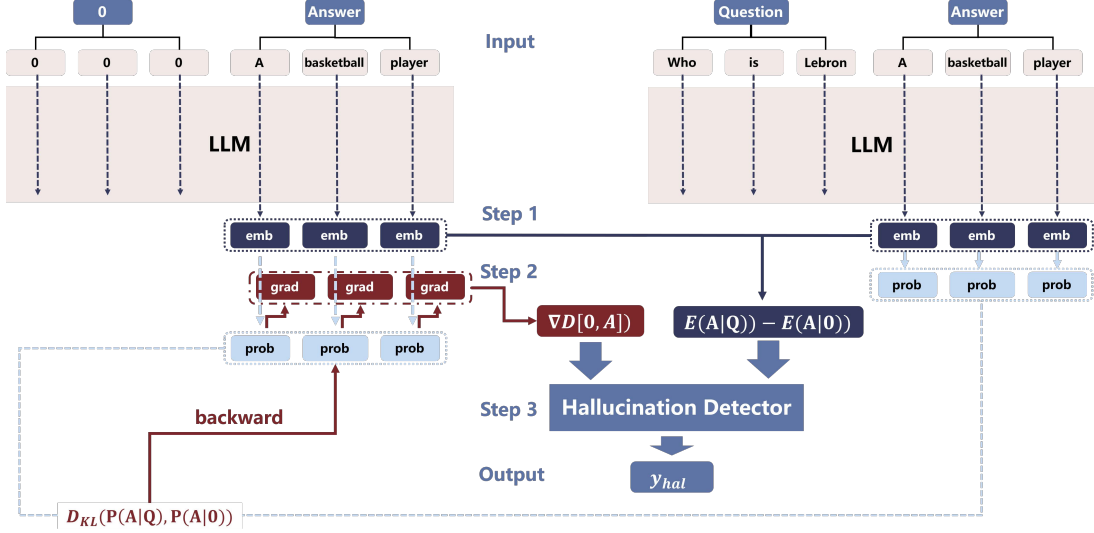 0 Answer Input Question Answer
0 0 0 A basketball player Who is Lebron A basketball player
LLM LLM
Step 1
emb emb emb emb emb emb
Step 2
grad grad grad prob prob prob
∇D[0, A]) E(A|Q)) − E(A|0))
prob prob prob
Step 3 Hallucination Detector
backward
Output y_hal
D_KL(P(A|Q), P(A|0))